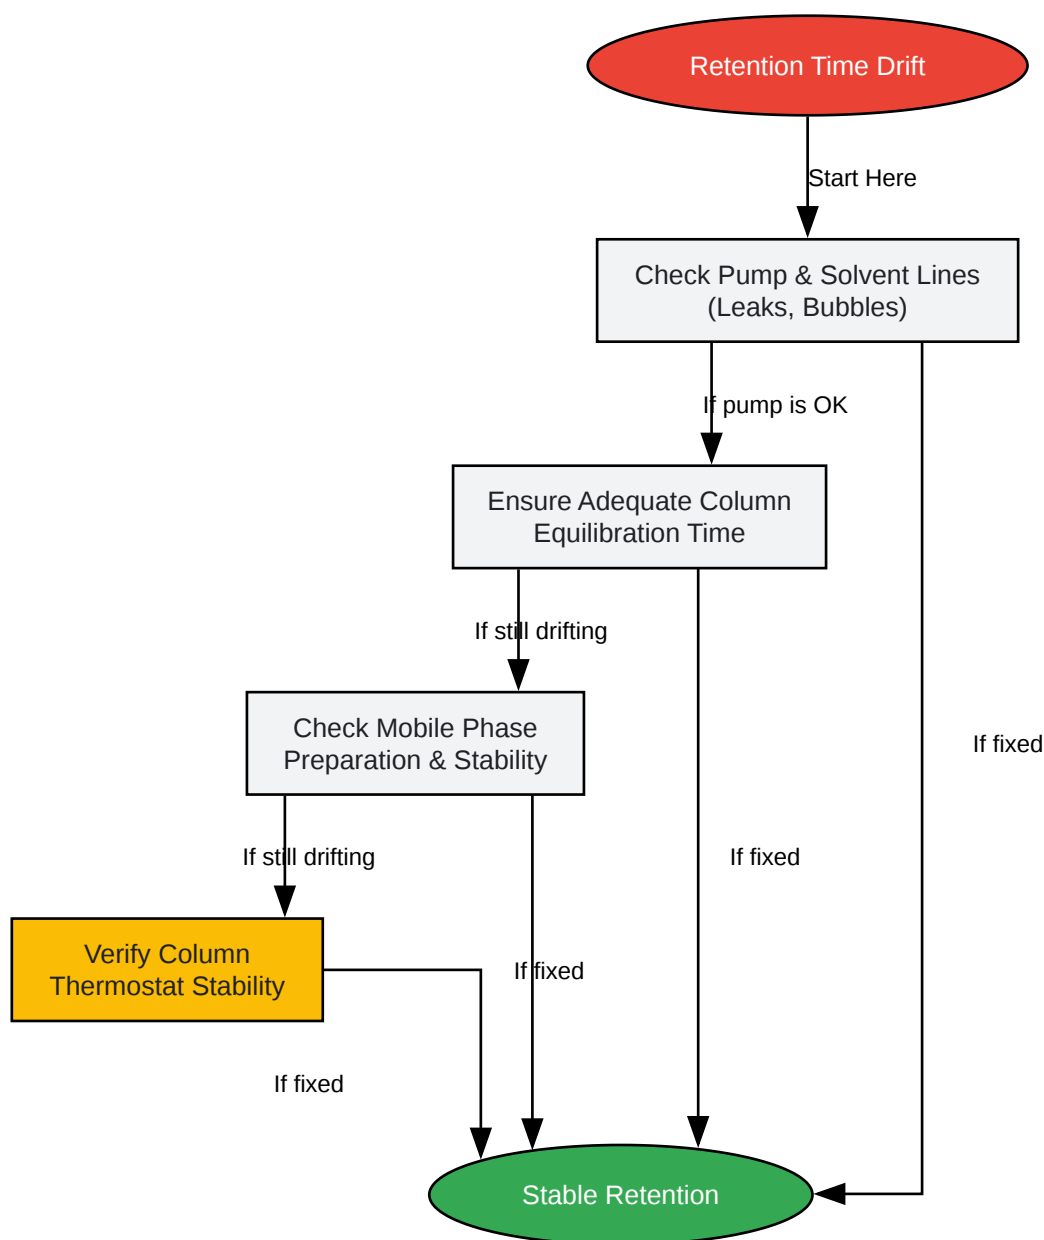 Retention Time Drift
Start Here
Check Pump & Solvent Lines
(Leaks, Bubbles)
If pump is OK
Ensure Adequate Column
Equilibration Time
If still drifting
Check Mobile Phase
Preparation & Stability
If fixed
If still drifting
If fixed
Verify Column
Thermostat Stability
If fixed
If fixed
Stable Retention